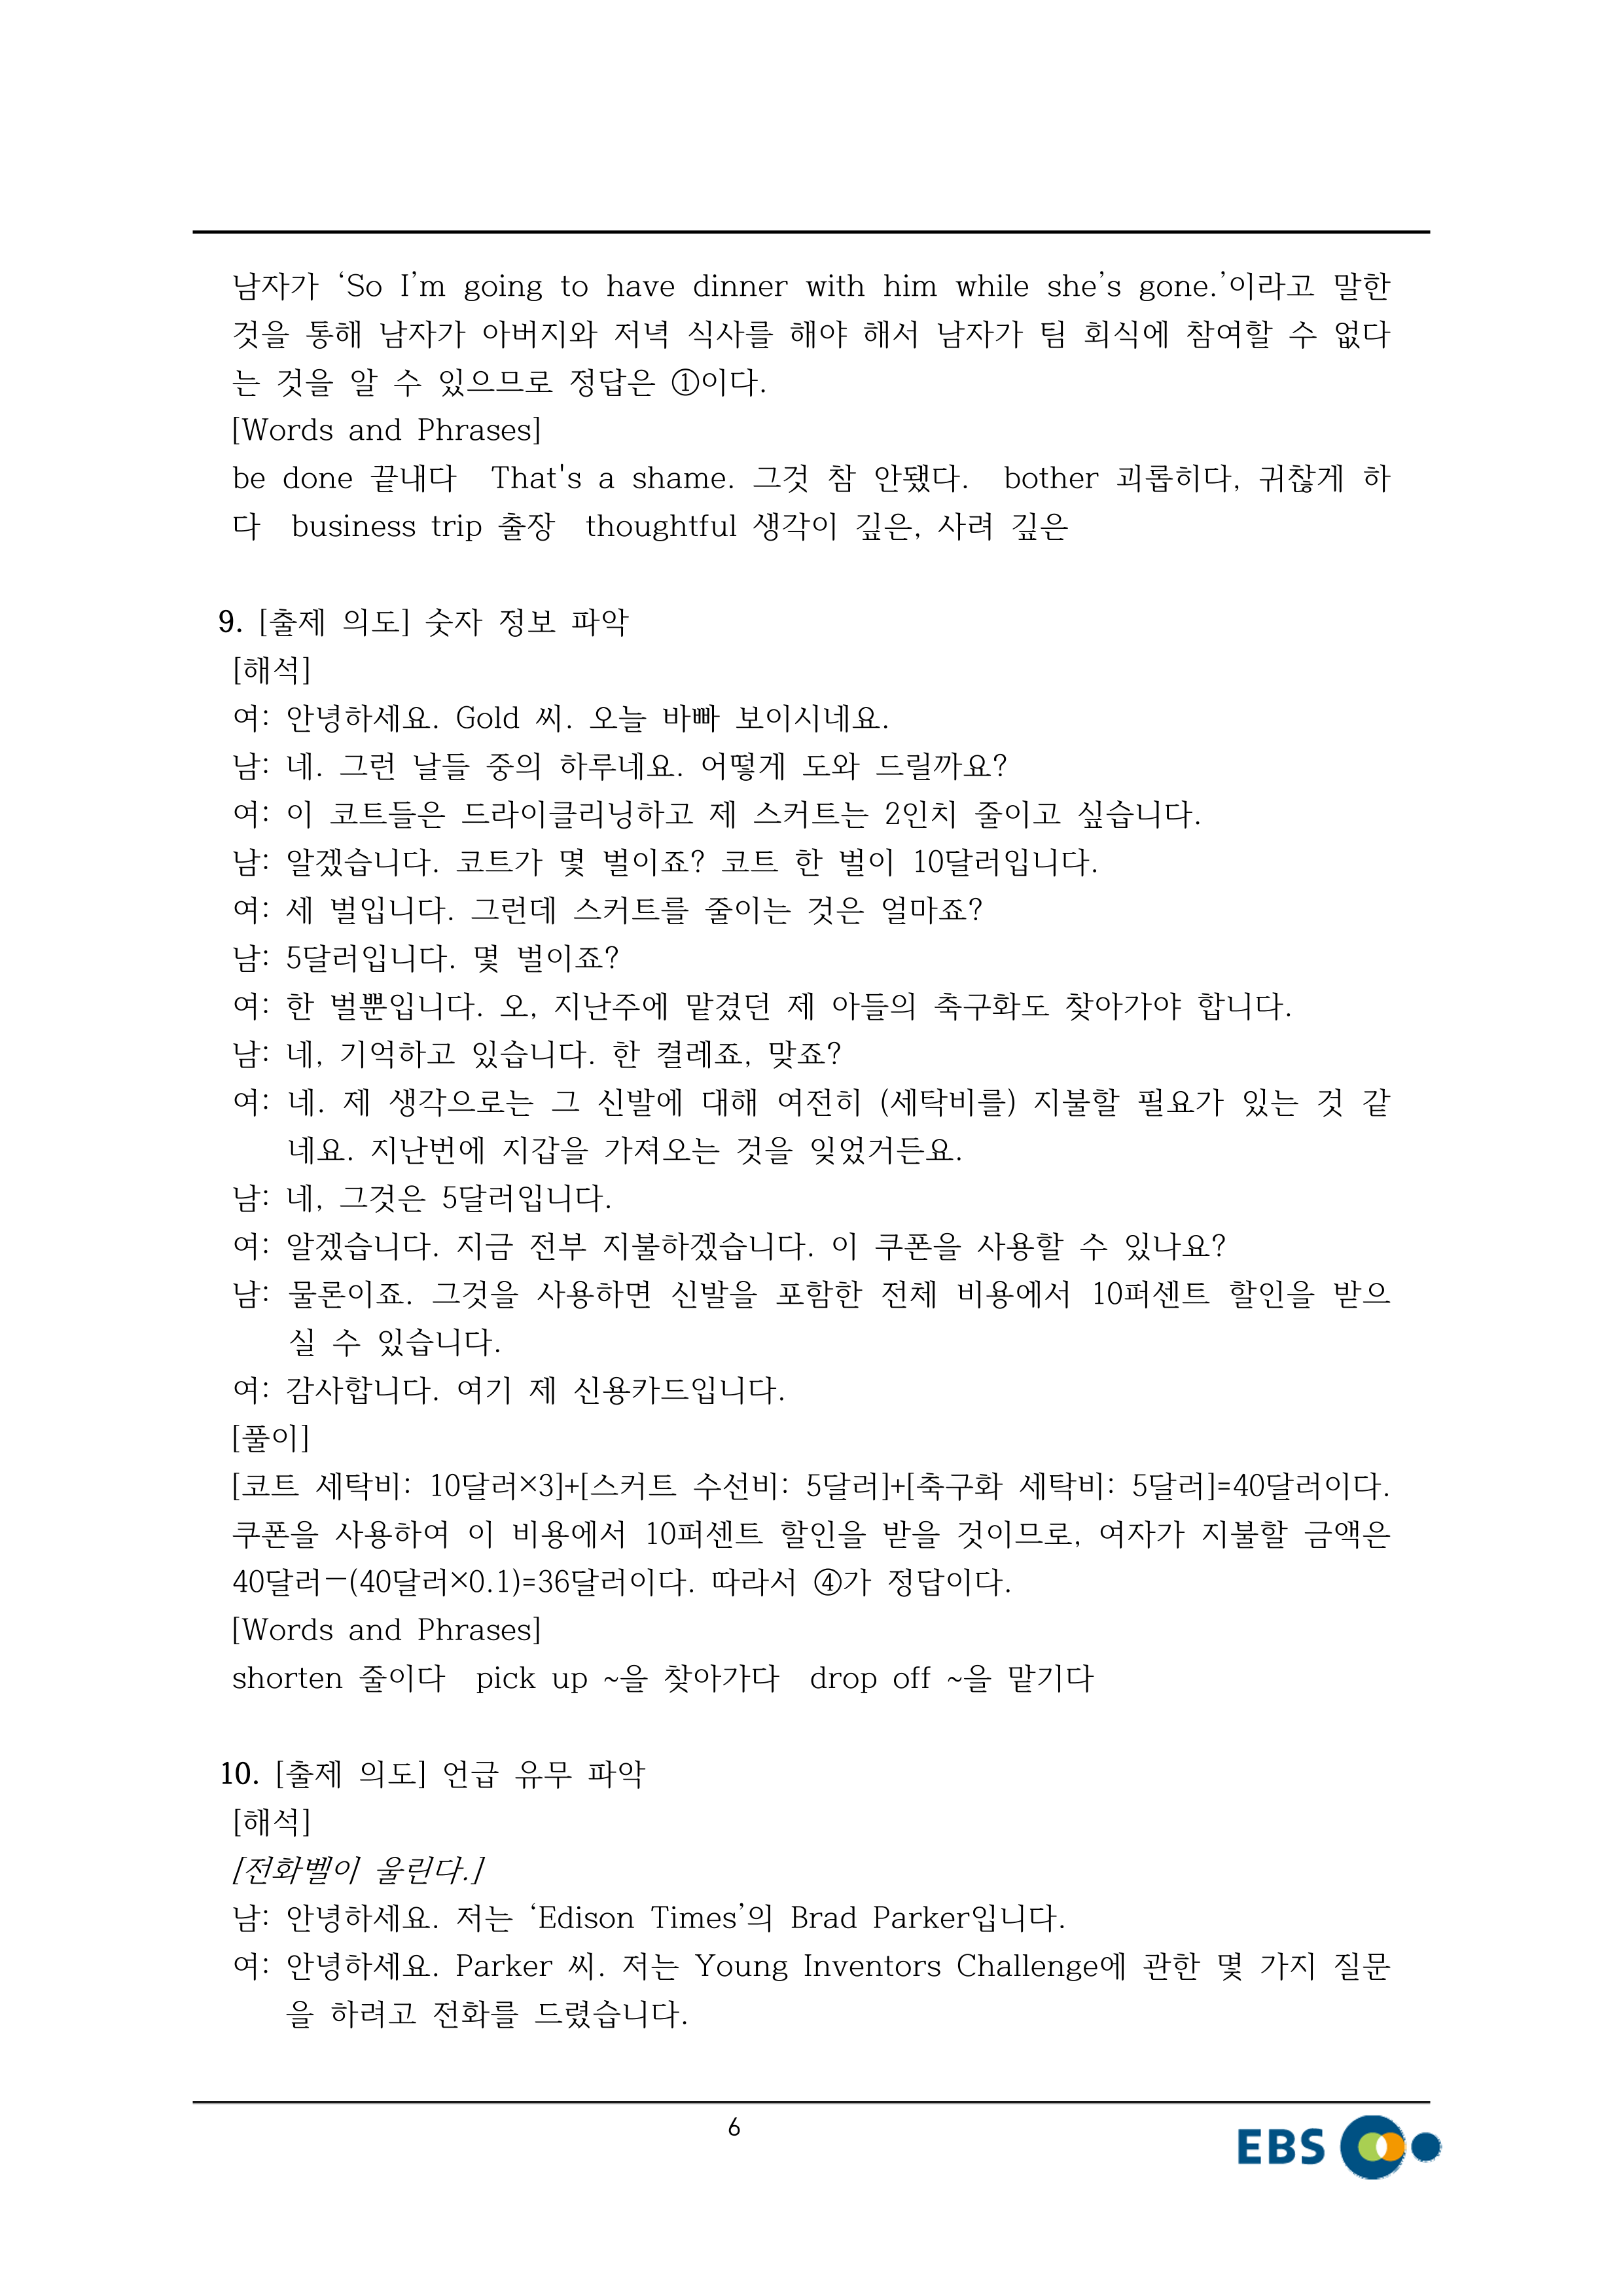 남자가 ‘So I’m going to have dinner with him while she’s gone.’이라고 말한
것을 통해 남자가 아버지와 저녁 식사를 해야 해서 남자가 팀 회식에 참여할 수 없다
는 것을 알 수 있으므로 정답은 ①이다.
[Words and Phrases]
be done 끝내다  That's a shame. 그것 참 안됐다.  bother 괴롭히다, 귀찮게 하
다  business trip 출장  thoughtful 생각이 깊은, 사려 깊은
9. [출제 의도] 숫자 정보 파악
[해석]
여: 안녕하세요. Gold 씨. 오늘 바빠 보이시네요.
남: 네. 그런 날들 중의 하루네요. 어떻게 도와 드릴까요?
여: 이 코트들은 드라이클리닝하고 제 스커트는 2인치 줄이고 싶습니다.
남: 알겠습니다. 코트가 몇 벌이죠? 코트 한 벌이 10달러입니다.
여: 세 벌입니다. 그런데 스커트를 줄이는 것은 얼마죠?
남: 5달러입니다. 몇 벌이죠?
여: 한 벌뿐입니다. 오, 지난주에 맡겼던 제 아들의 축구화도 찾아가야 합니다.
남: 네, 기억하고 있습니다. 한 켤레죠, 맞죠?
여: 네. 제 생각으로는 그 신발에 대해 여전히 (세탁비를) 지불할 필요가 있는 것 같
네요. 지난번에 지갑을 가져오는 것을 잊었거든요.
남: 네, 그것은 5달러입니다.
여: 알겠습니다. 지금 전부 지불하겠습니다. 이 쿠폰을 사용할 수 있나요?
남: 물론이죠. 그것을 사용하면 신발을 포함한 전체 비용에서 10퍼센트 할인을 받으
실 수 있습니다.
여: 감사합니다. 여기 제 신용카드입니다.
[풀이]
[코트 세탁비: 10달러×3]+[스커트 수선비: 5달러]+[축구화 세탁비: 5달러]=40달러이다.
쿠폰을 사용하여 이 비용에서 10퍼센트 할인을 받을 것이므로, 여자가 지불할 금액은
40달러－(40달러×0.1)=36달러이다. 따라서 ④가 정답이다.
[Words and Phrases]
shorten 줄이다  pick up ~을 찾아가다  drop off ~을 맡기다
10. [출제 의도] 언급 유무 파악
[해석]
[전화벨이 울린다.]
남: 안녕하세요. 저는 ‘Edison Times’의 Brad Parker입니다.
여: 안녕하세요. Parker 씨. 저는 Young Inventors Challenge에 관한 몇 가지 질문
을 하려고 전화를 드렸습니다.
6
EBS